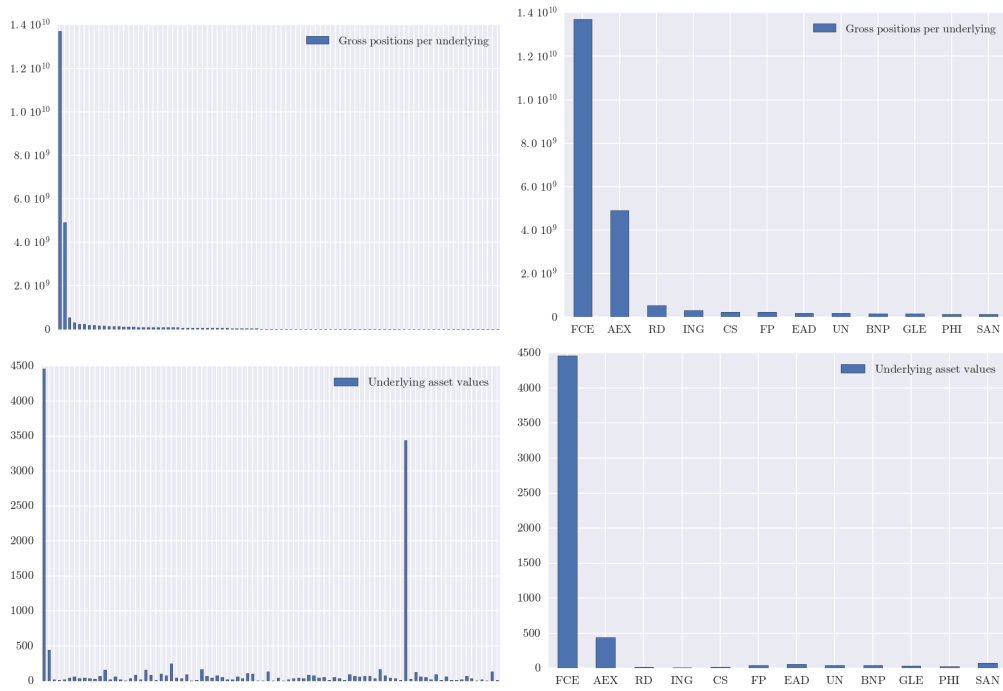 1. 4 10^10
1. 2 10^10
1. 0 10^10
8. 0 10^9
6. 0 10^9
4. 0 10^9
2. 0 10^9
0
Gross positions per underlying
1. 4 10^10
1. 2 10^10
1. 0 10^10
8. 0 10^9
6. 0 10^9
4. 0 10^9
2. 0 10^9
0
Gross positions per underlying
FCE AEX RD ING CS FP EAD UN BNP GLE PHI SAN
4500
4000
3500
3000
2500
2000
1500
1000
500
0
Underlying asset values
4500
4000
3500
3000
2500
2000
1500
1000
500
0
Underlying asset values
FCE AEX RD ING CS FP EAD UN BNP GLE PHI SAN